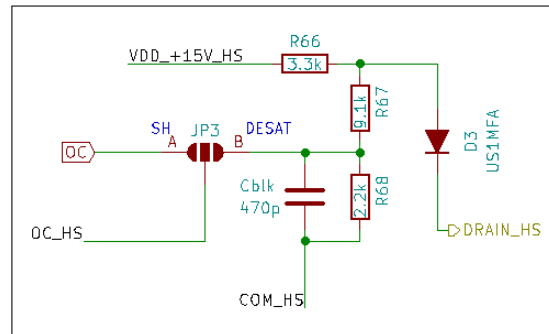 R66
VDD_+15V_HS
3.3k
R67
9.1k
SH
JP3
DESAT
D3
US1MFA
OC
A
B
Cblk
470p
R68
2.2k
OC_HS
DRAIN_HS
COM_HS